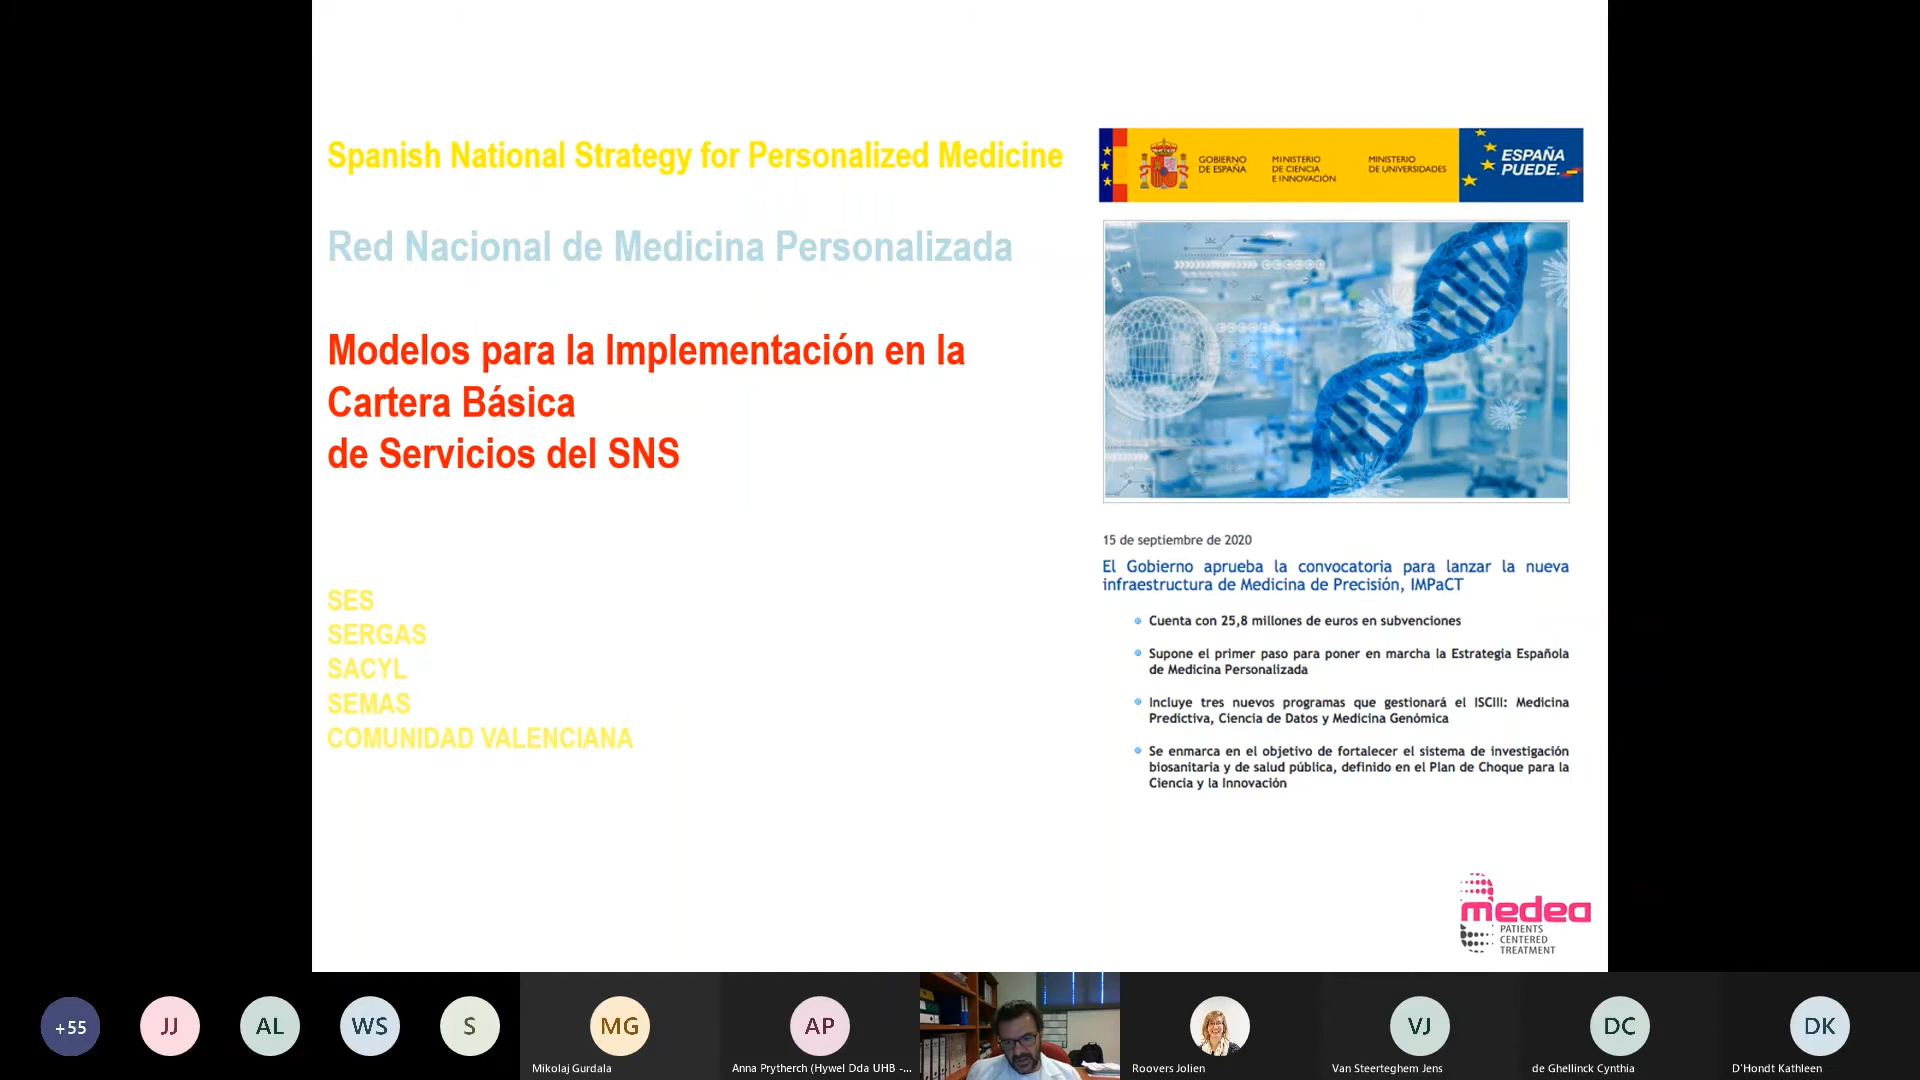 Spanish National Strategy for Personalized Medicine
Red Nacional de Medicina Personalizada
Modelos para la Implementación en la
Cartera Básica
de Servicios del SNS
SES
SERGAS
SACYL
SEMAS
COMUNIDAD VALENCIANA
GOBIERNO
DE ESPAÑA
MINISTERIO
DE CIENCIA
E INNOVACIÓN
MINISTERIO
DE UNIVERSIDADES
ESPAÑA
PUEDE.
15 de septiembre de 2020
El Gobierno aprueba la convocatoria para lanzar la nueva
infraestructura de Medicina de Precisión, IMPaCT
Cuenta con 25,8 millones de euros en subvenciones
Supone el primer paso para poner en marcha la Estrategia Española
de Medicina Personalizada
Incluye tres nuevos programas que gestionará el ISCIII: Medicina
Predictiva, Ciencia de Datos y Medicina Genómica
Se enmarca en el objetivo de fortalecer el sistema de investigación
biosanitaria y de salud pública, definido en el Plan de Choque para la
Ciencia y la Innovación
medea
PATIENTS
CENTERED
TREATMENT
+55
JJ
AL
WS
S
MG
Mikolaj Gurdala
AP
Anna Prytherch (Hywel Dda UHB -...
Roovers Jolien
VJ
Van Steerteghem Jens
DC
de Ghellinck Cynthia
DK
D'Hondt Kathleen